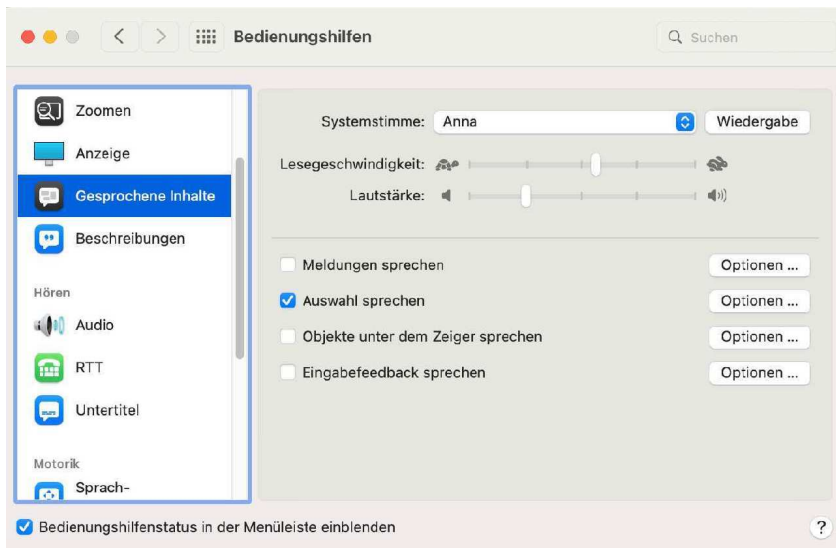 Bedienungshilfen
Suchen
Zoomen
Anzeige
Gesprochene Inhalte
Beschreibungen
Hören
Audio
RTT
Untertitel
Motorik
Sprach-
Systemstimme: Anna Wiedergabe
Lesegeschwindigkeit:
Lautstärke:
Meldungen sprechen Optionen ...
Auswahl sprechen Optionen ...
Objekte unter dem Zeiger sprechen Optionen ...
Eingabefeedback sprechen Optionen ...
Bedienungshilfenstatus in der Menüleiste einblenden ?